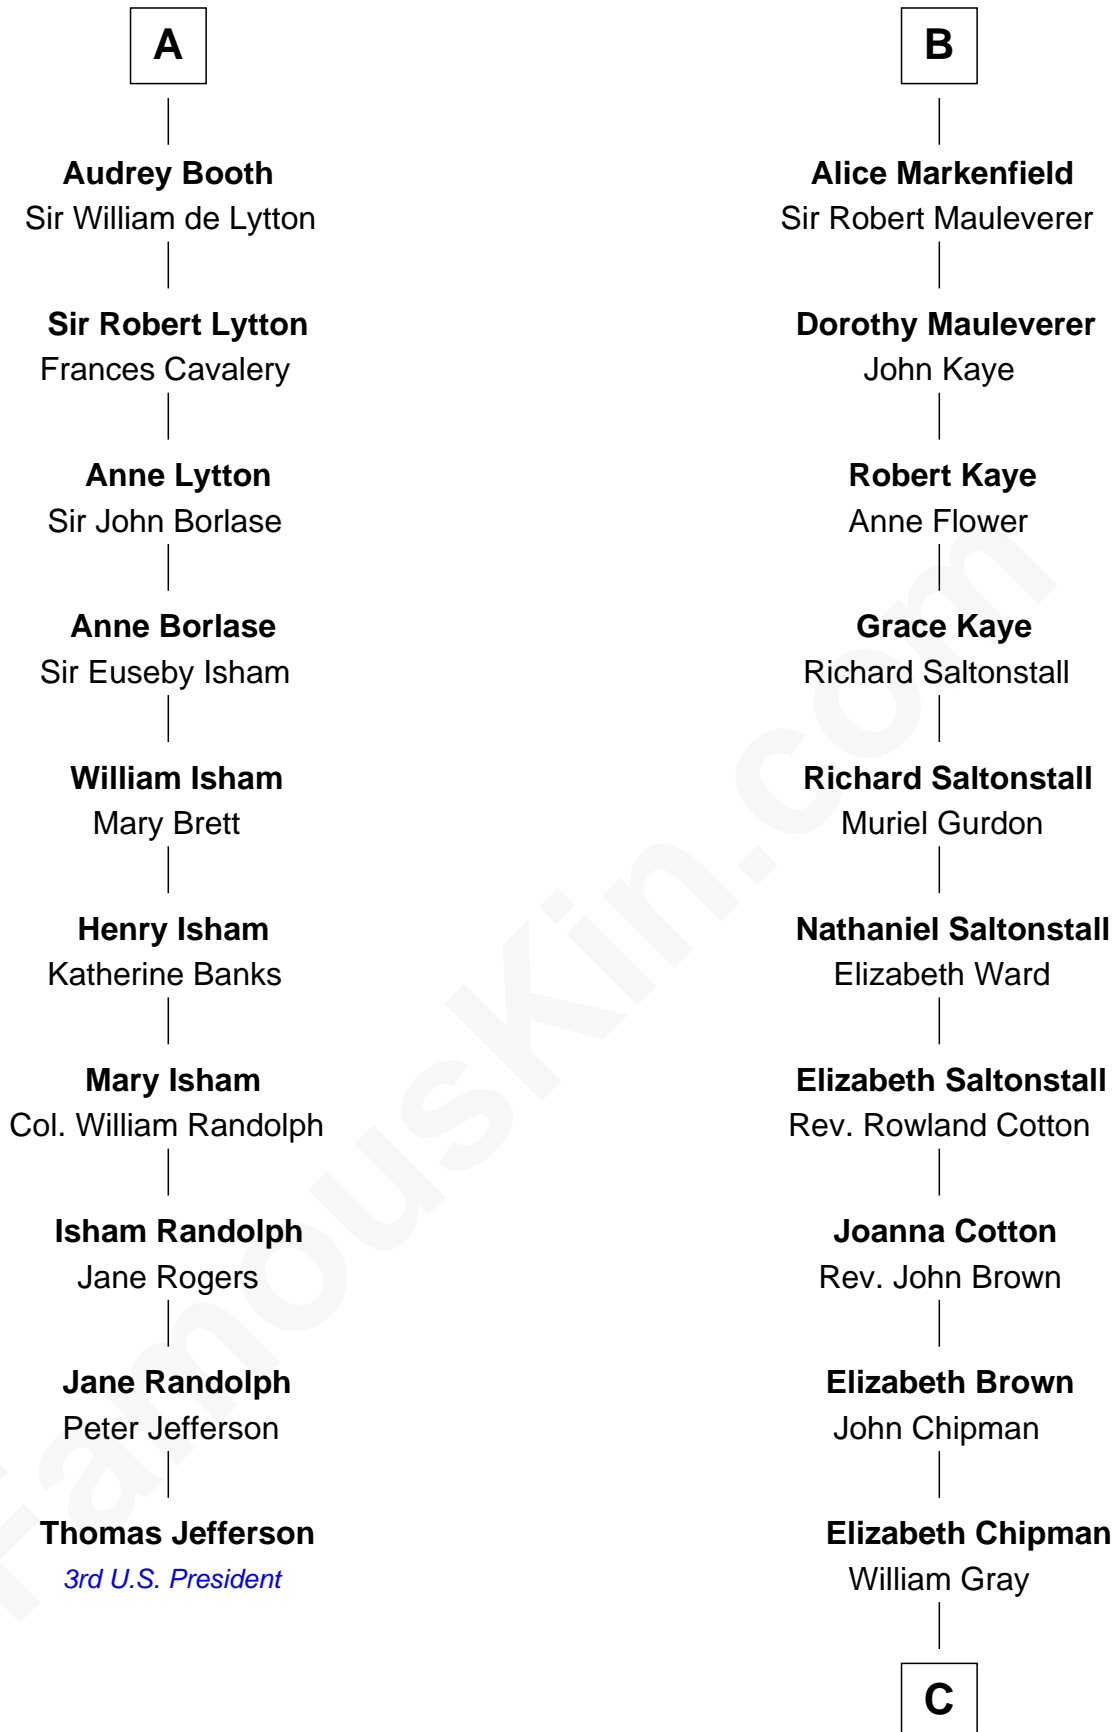 A
Audrey Booth
Sir William de Lytton
Sir Robert Lytton
Frances Cavalery
Anne Lytton
Sir John Borlase
Anne Borlase
Sir Euseby Isham
William Isham
Mary Brett
Henry Isham
Katherine Banks
Mary Isham
Col. William Randolph
Isham Randolph
Jane Rogers
Jane Randolph
Peter Jefferson
Thomas Jefferson
3rd U.S. President
B
Alice Markenfield
Sir Robert Mauleverer
Dorothy Mauleverer
John Kaye
Robert Kaye
Anne Flower
Grace Kaye
Richard Saltonstall
Richard Saltonstall
Muriel Gurdon
Nathaniel Saltonstall
Elizabeth Ward
Elizabeth Saltonstall
Rev. Rowland Cotton
Joanna Cotton
Rev. John Brown
Elizabeth Brown
John Chipman
Elizabeth Chipman
William Gray
C
FamousKin.com